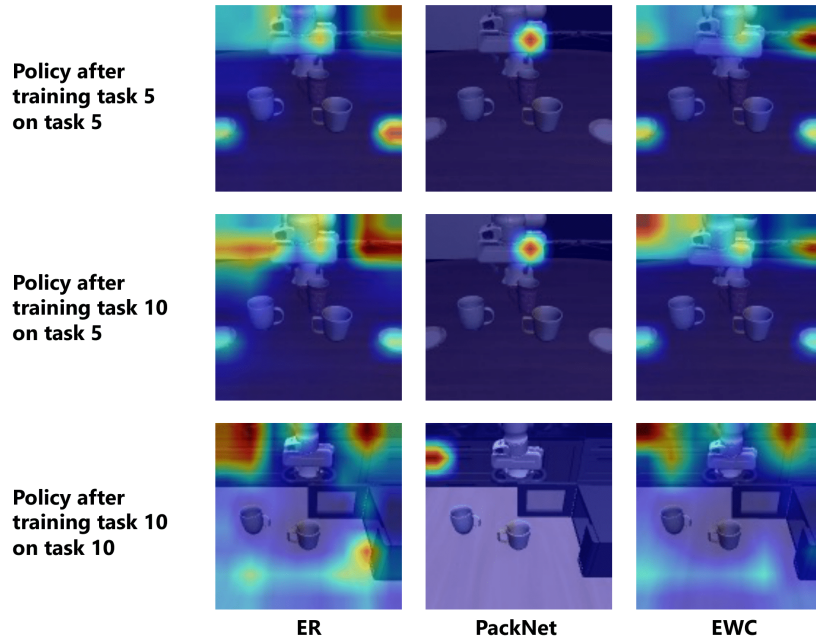 Policy after
training task 5
on task 5
Policy after
training task 10
on task 5
Policy after
training task 10
on task 10
ER
PackNet
EWC